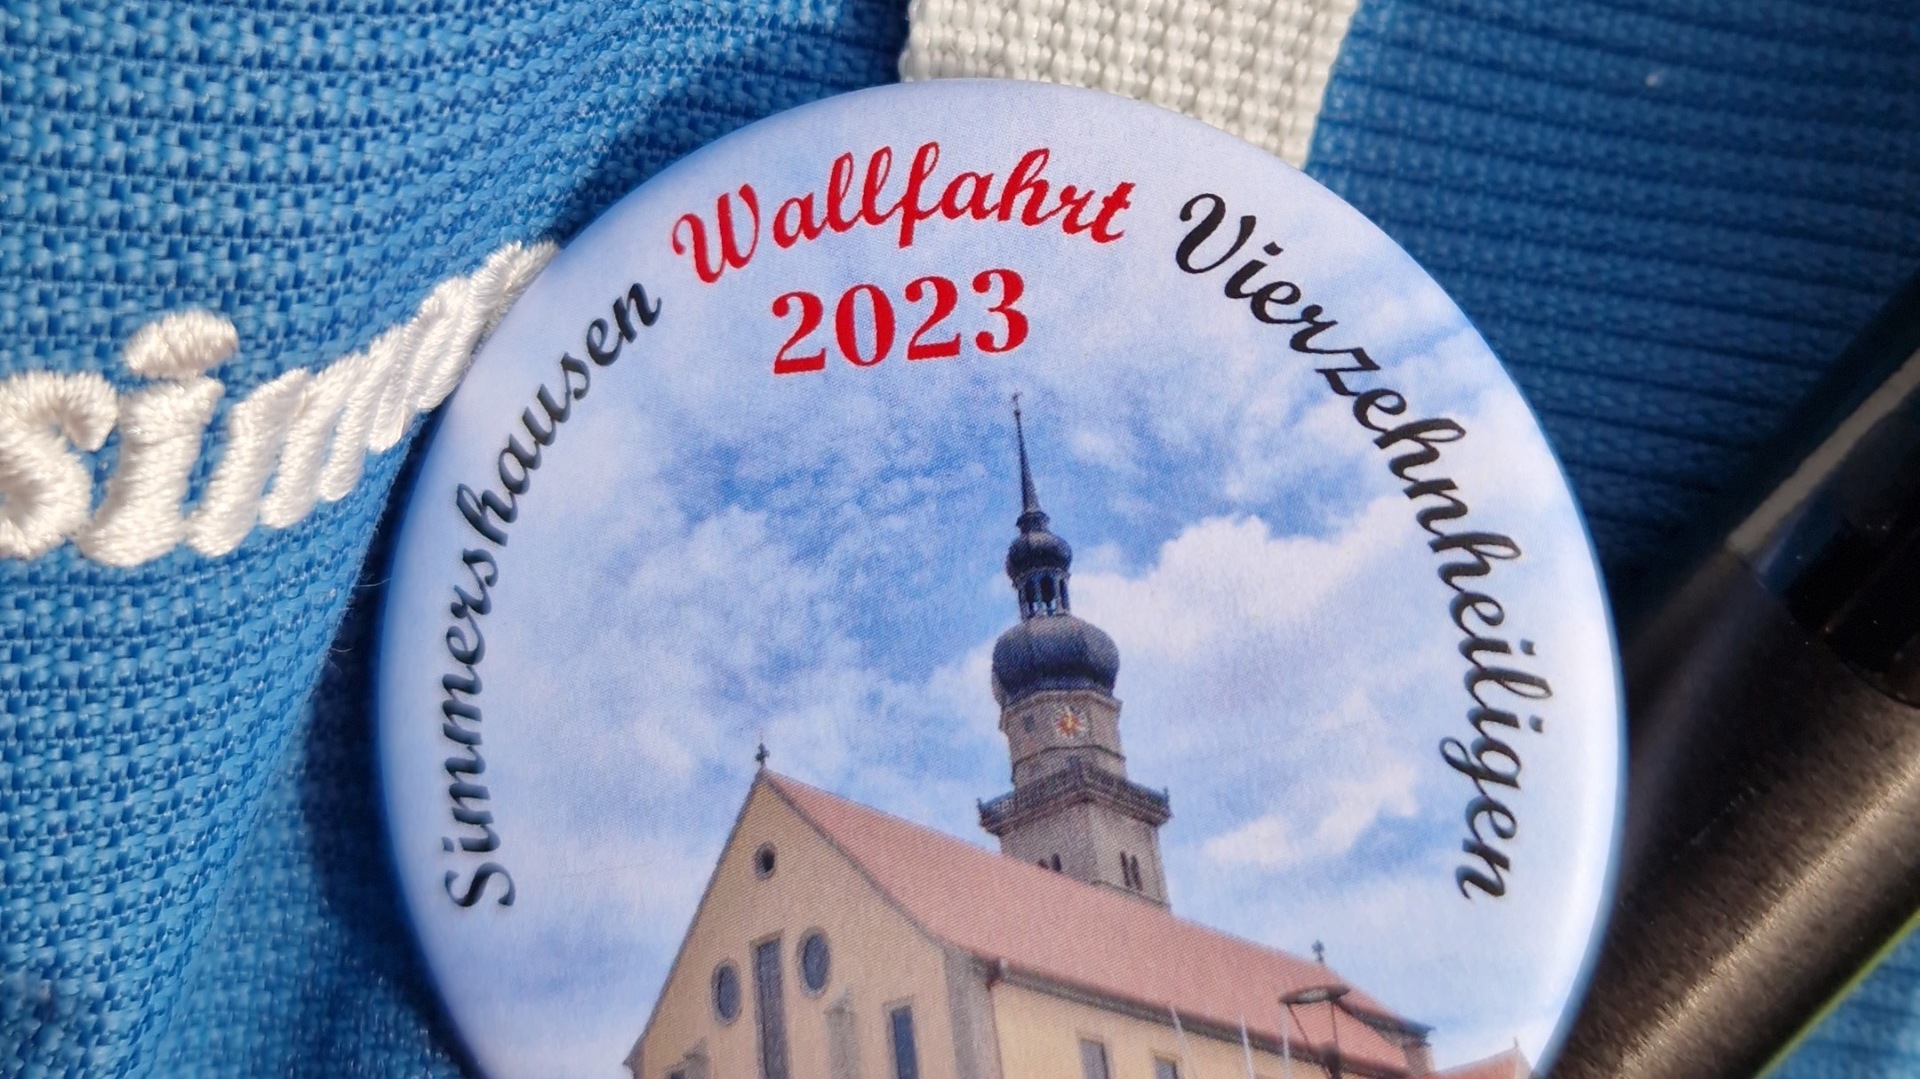 Simmershausen Wallfahrt Vierzehnheiligen
2023